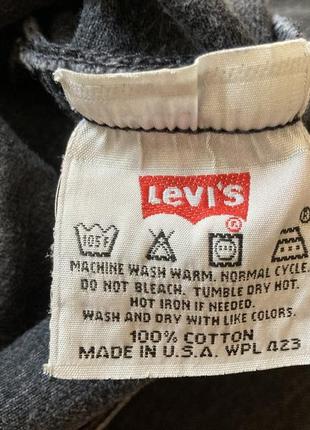 Levi's
®
105F
®
MACHINE WASH WARM. NORMAL CYCLE.
DO NOT BLEACH. TUMBLE DRY HOT.
HOT IRON IF NEEDED.
WASH AND DRY WITH LIKE COLORS.
100% COTTON
MADE IN U.S.A. WPL 423